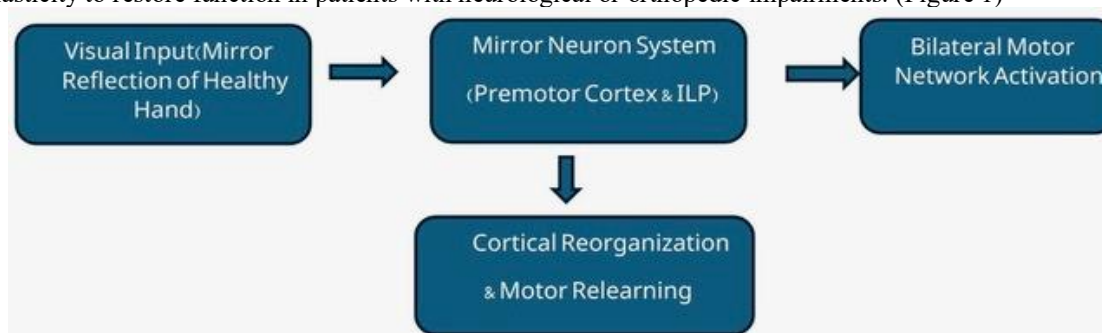 to restore function in patients with neurological or orthopedic impairments. (Figure 1)
Visual Input(Mirror
Reflection of Healthy
Hand)
Mirror Neuron System
(Premotor Cortex & ILP)
Bilateral Motor
Network Activation
Cortical Reorganization
& Motor Relearning